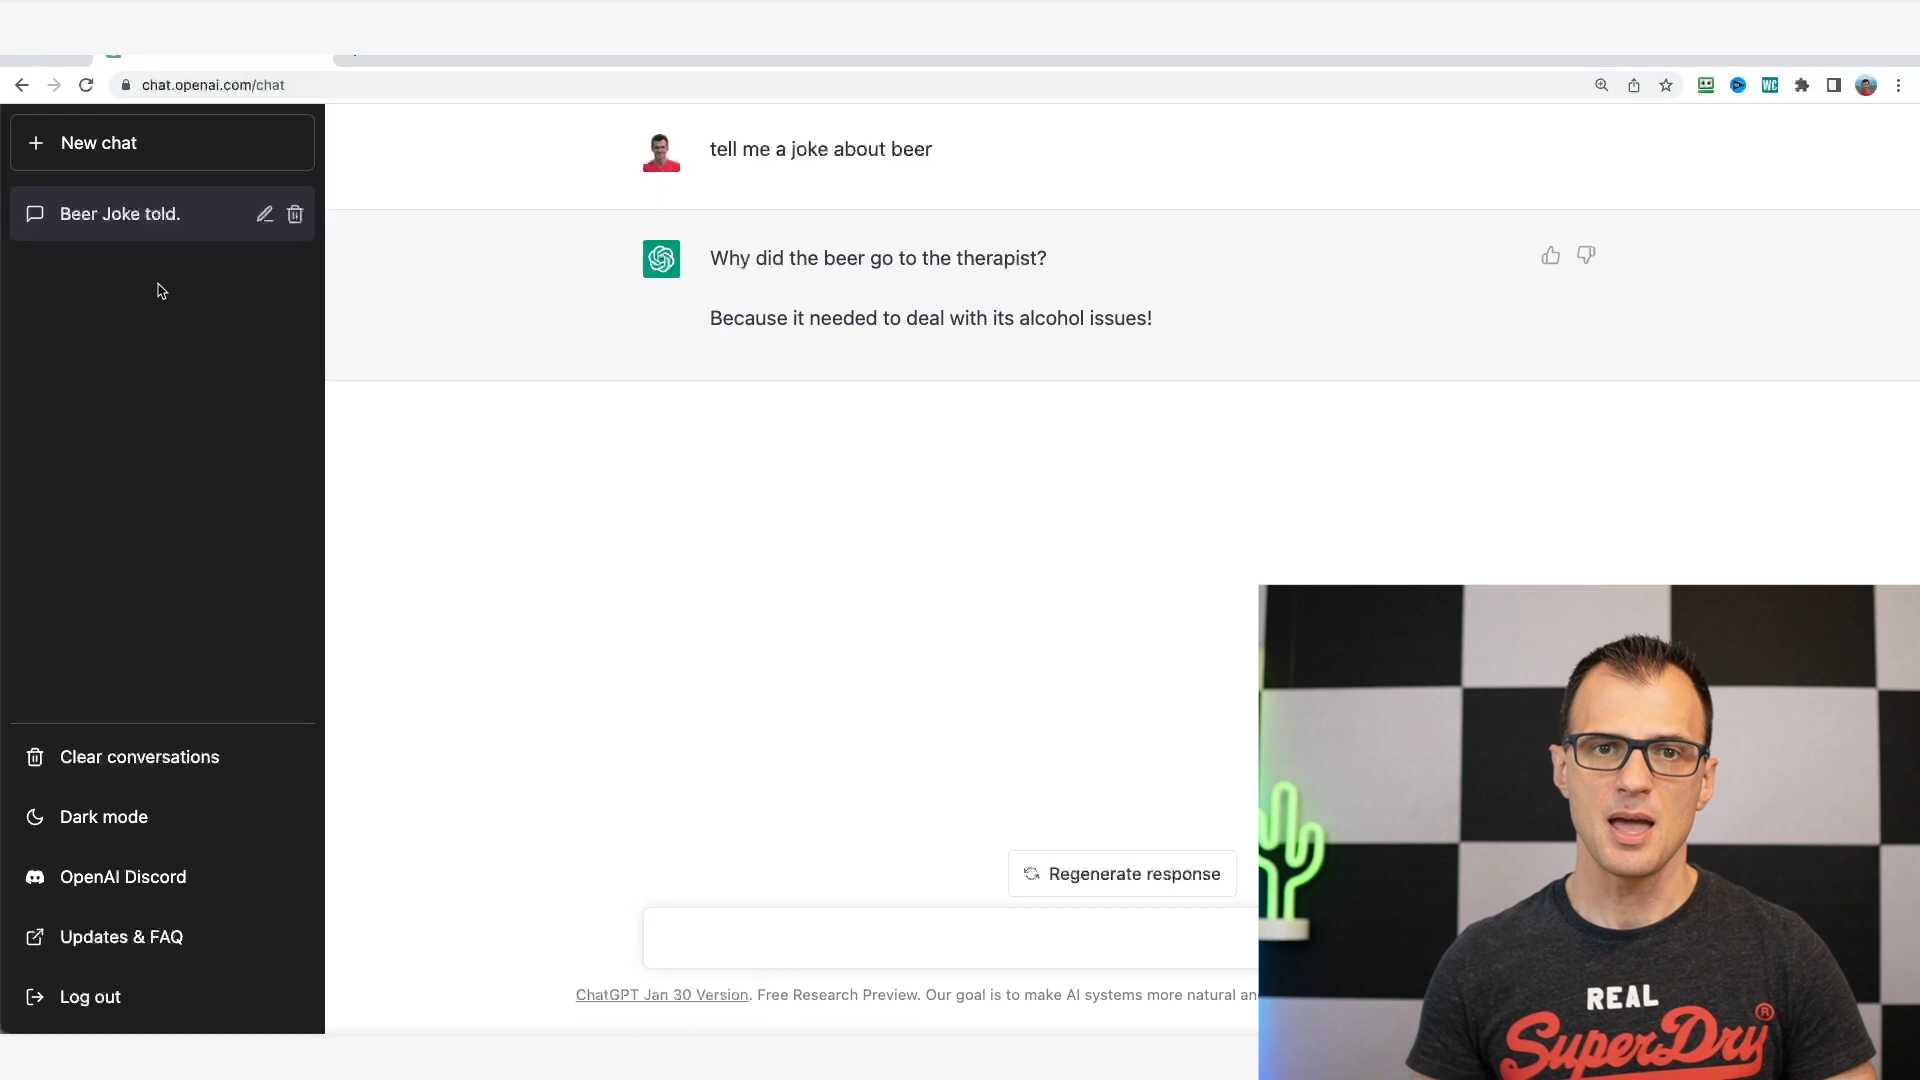 chat.openai.com/chat
WC
New chat
Beer Joke told.
tell me a joke about beer
Why did the beer go to the therapist?
Because it needed to deal with its alcohol issues!
Clear conversations
Dark mode
OpenAI Discord
Updates & FAQ
Log out
Regenerate response
ChatGPT Jan 30 Version. Free Research Preview. Our goal is to make AI systems more natural an
REAL
SuperDry®